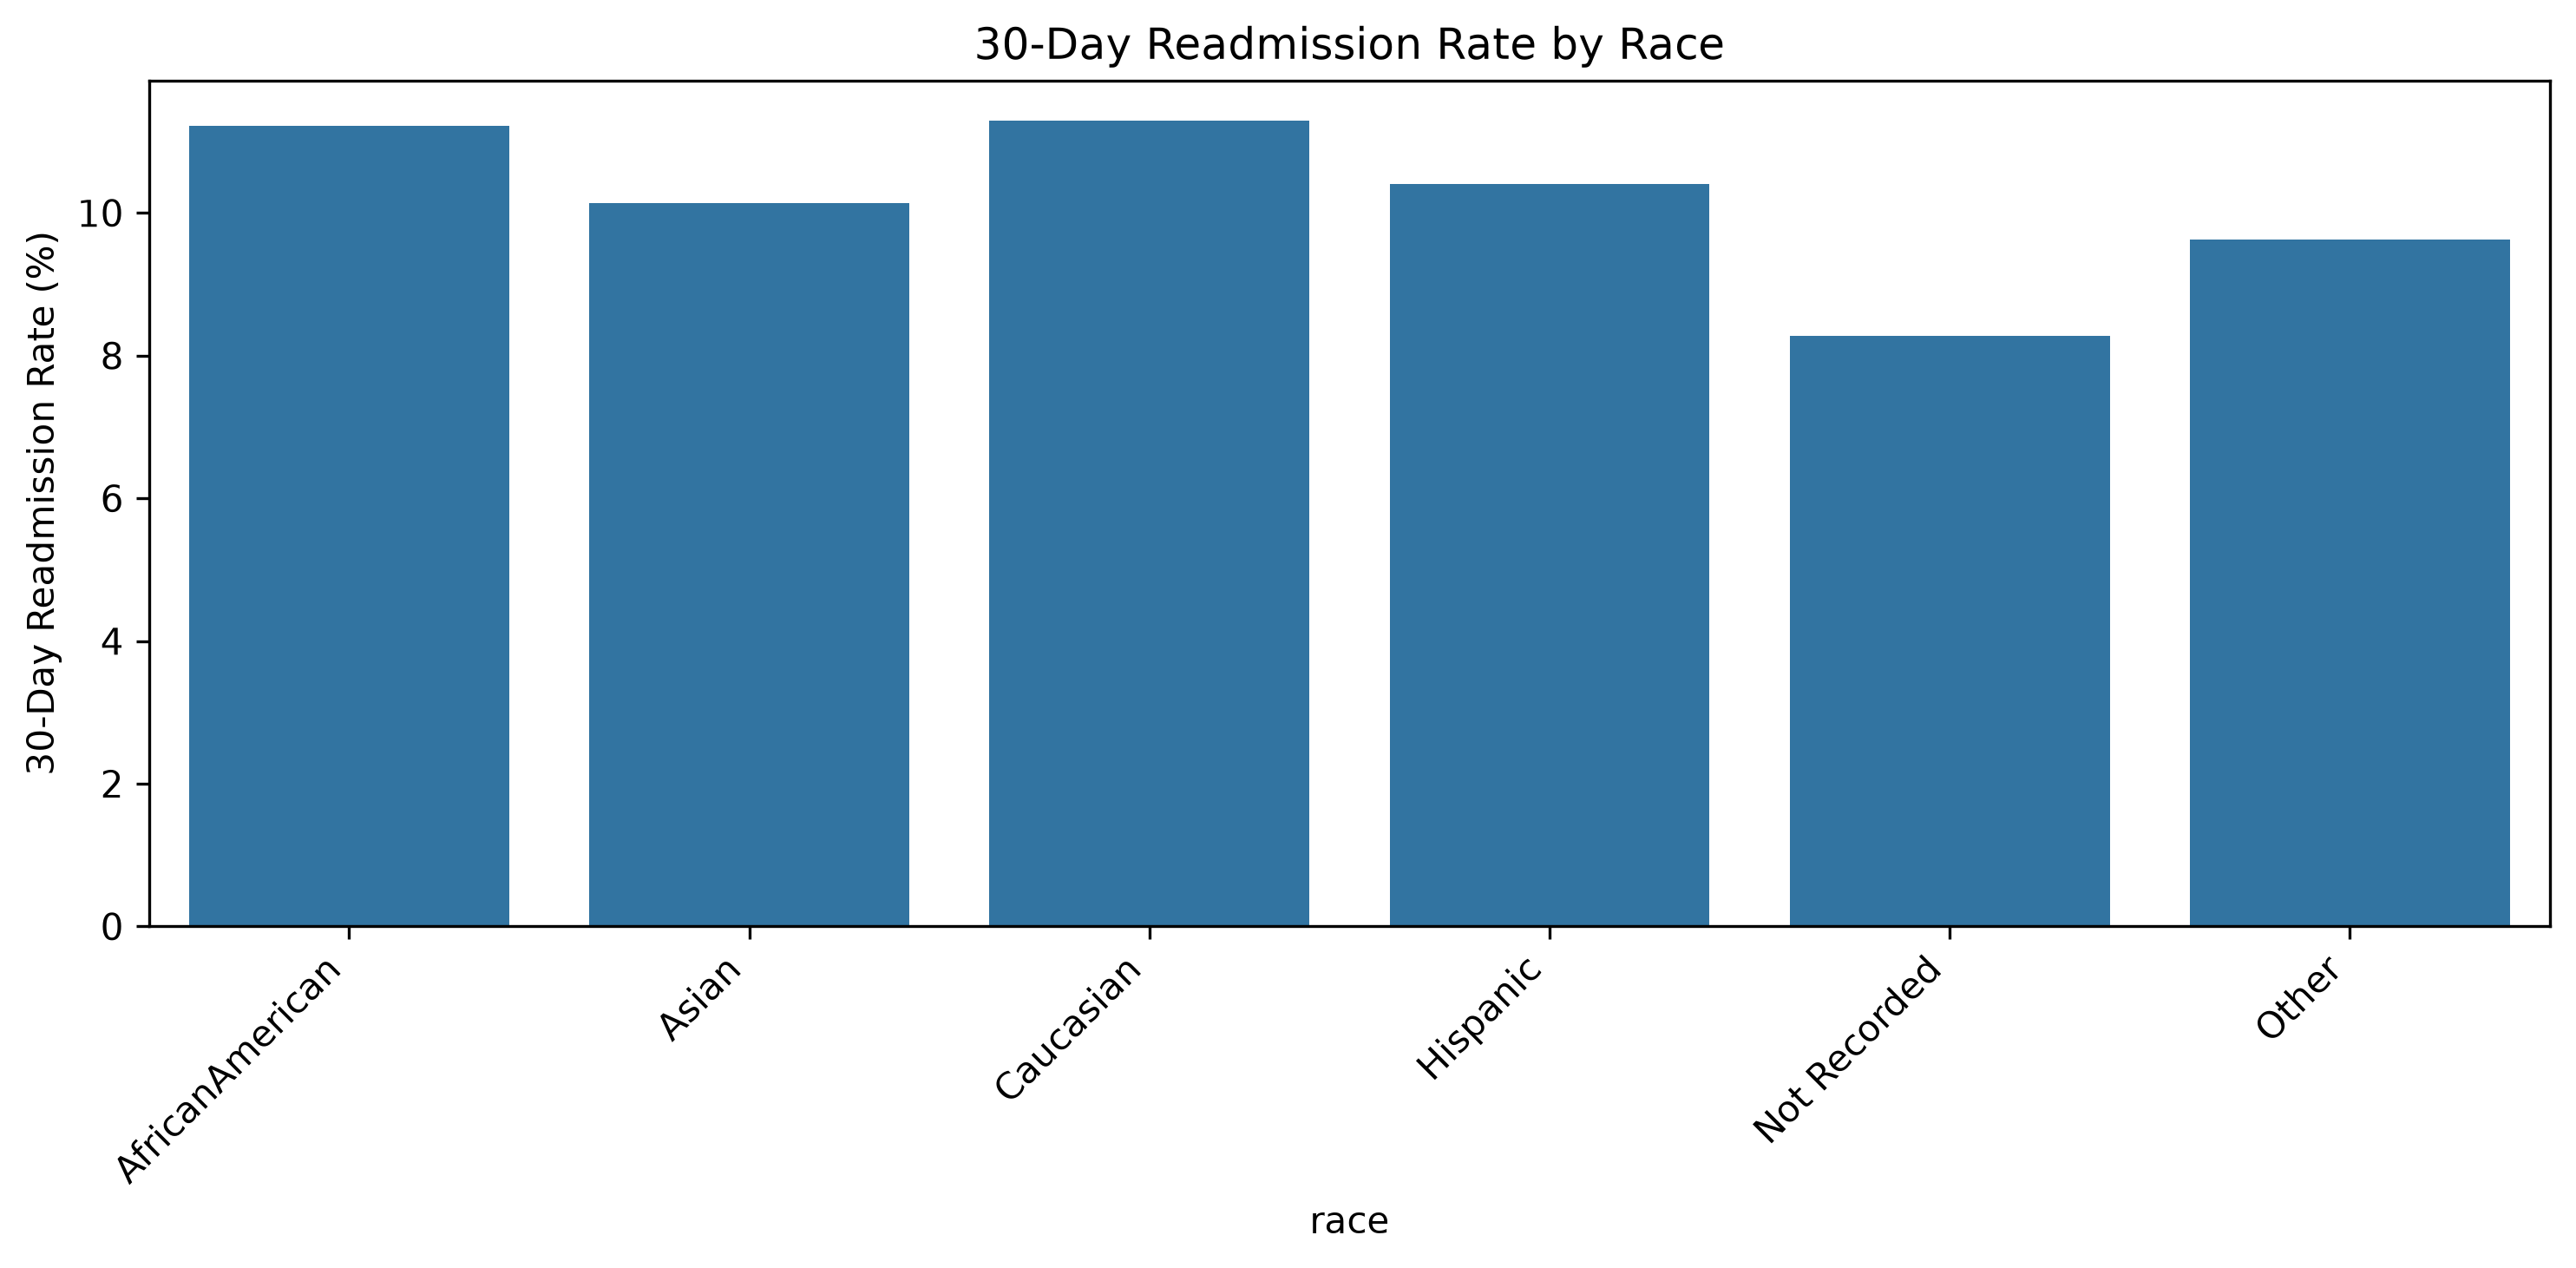 30-Day Readmission Rate by Race
30-Day Readmission Rate (%)
10
8
6
4
2
0
AfricanAmerican
Asian
Caucasian
Hispanic
Not Recorded
Other
race